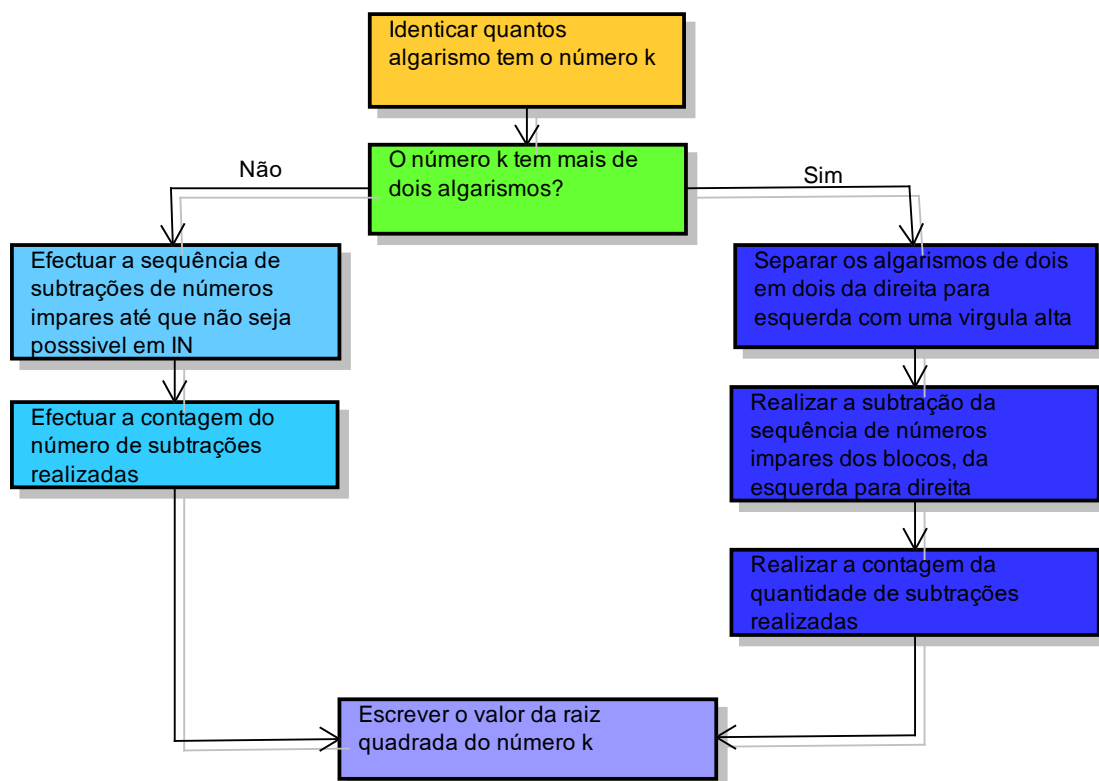 Identicar quantos
algarismo tem o número k
O número k tem mais de
dois algarismos?
Não
Sim
Efectuar a sequência de
subtrações de números
impares até que não seja
posssivel em IN
Efectuar a contagem do
número de subtrações
realizadas
Separar os algarismos de dois
em dois da direita para
esquerda com uma virgula alta
Realizar a subtração da
sequência de números
impares dos blocos, da
esquerda para direita
Realizar a contagem da
quantidade de subtrações
realizadas
Escrever o valor da raiz
quadrada do número k